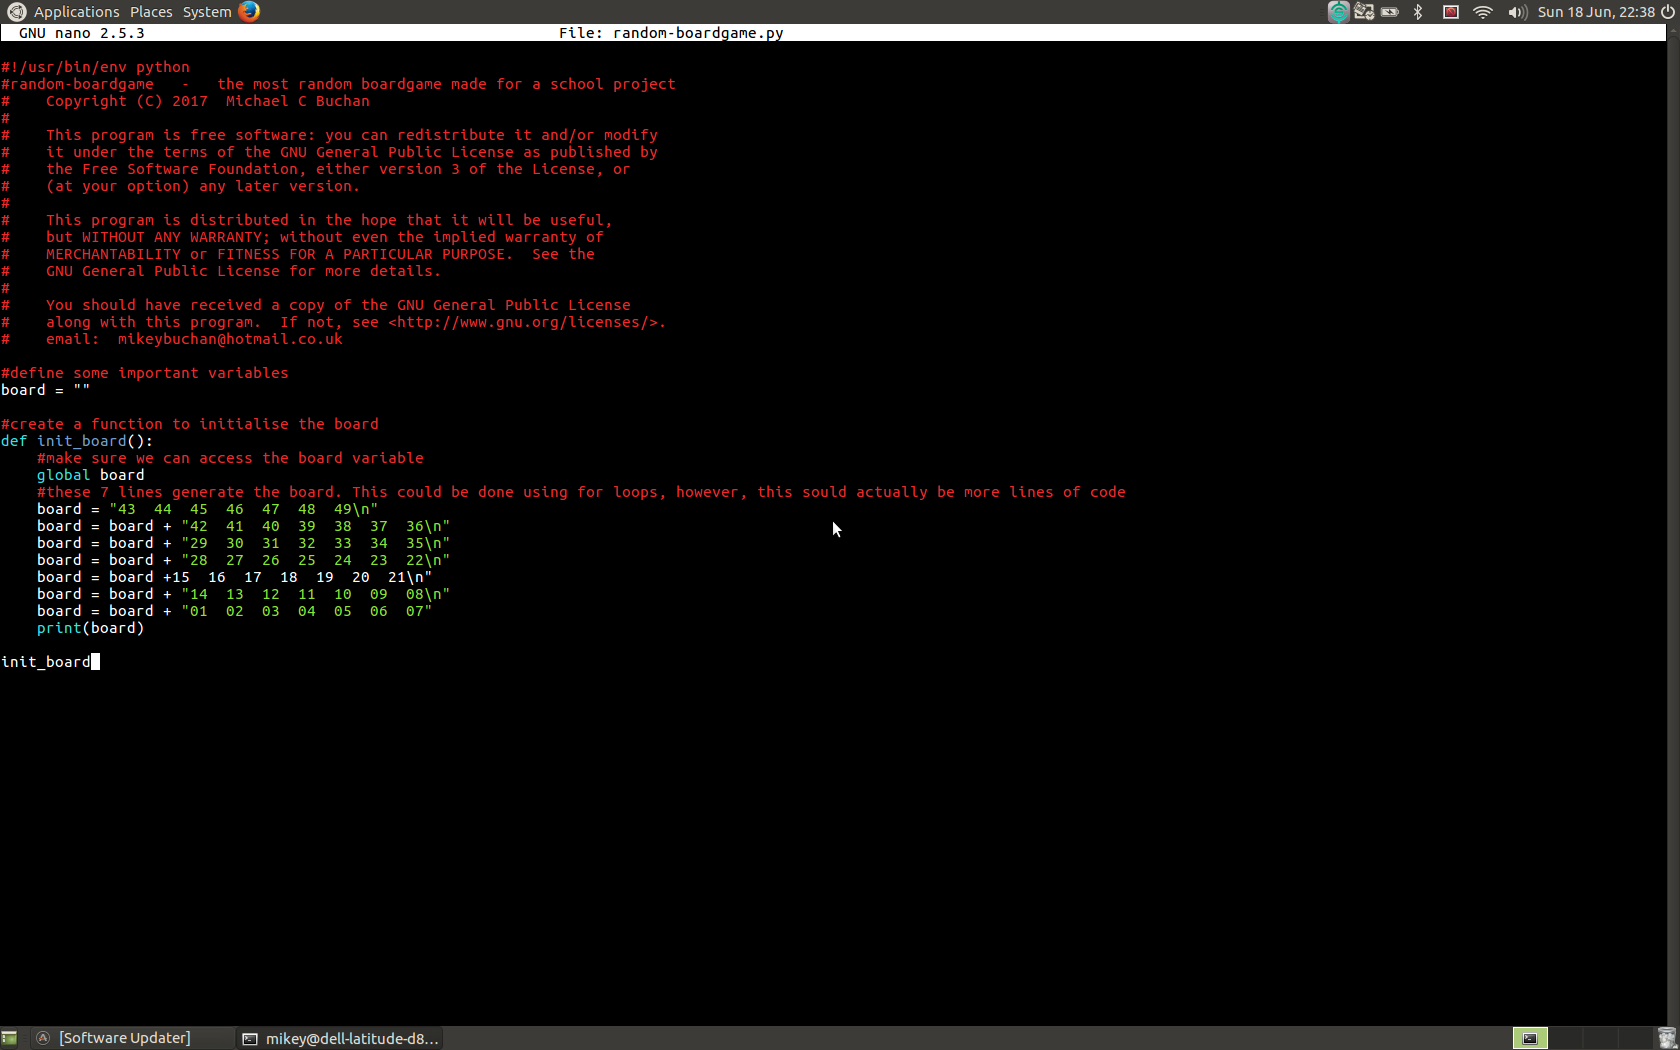 Applications Places System Sun 18 Jun, 22:38
GNU nano 2.5.3 File: random-boardgame.py
#!/usr/bin/env python
#random-boardgame   -   the most random boardgame made for a school project
#    Copyright (C) 2017  Michael C Buchan
#
#    This program is free software: you can redistribute it and/or modify
#    it under the terms of the GNU General Public License as published by
#    the Free Software Foundation, either version 3 of the License, or
#    (at your option) any later version.
#
#    This program is distributed in the hope that it will be useful,
#    but WITHOUT ANY WARRANTY; without even the implied warranty of
#    MERCHANTABILITY or FITNESS FOR A PARTICULAR PURPOSE.  See the
#    GNU General Public License for more details.
#
#    You should have received a copy of the GNU General Public License
#    along with this program.  If not, see <http://www.gnu.org/licenses/>.
#    email:  mikeybuchan@hotmail.co.uk
#define some important variables
board = ""
#create a function to initialise the board
def init_board():
    #make sure we can access the board variable
    global board
    #these 7 lines generate the board. This could be done using for loops, however, this sould actually be more lines of code
    board = "43  44  45  46  47  48  49\n"
    board = board + "42  41  40  39  38  37  36\n"
    board = board + "29  30  31  32  33  34  35\n"
    board = board + "28  27  26  25  24  23  22\n"
    board = board +15  16  17  18  19  20  21\n"
    board = board + "14  13  12  11  10  09  08\n"
    board = board + "01  02  03  04  05  06  07"
    print(board)
init_board
[Software Updater] mikey@dell-latitude-d8...